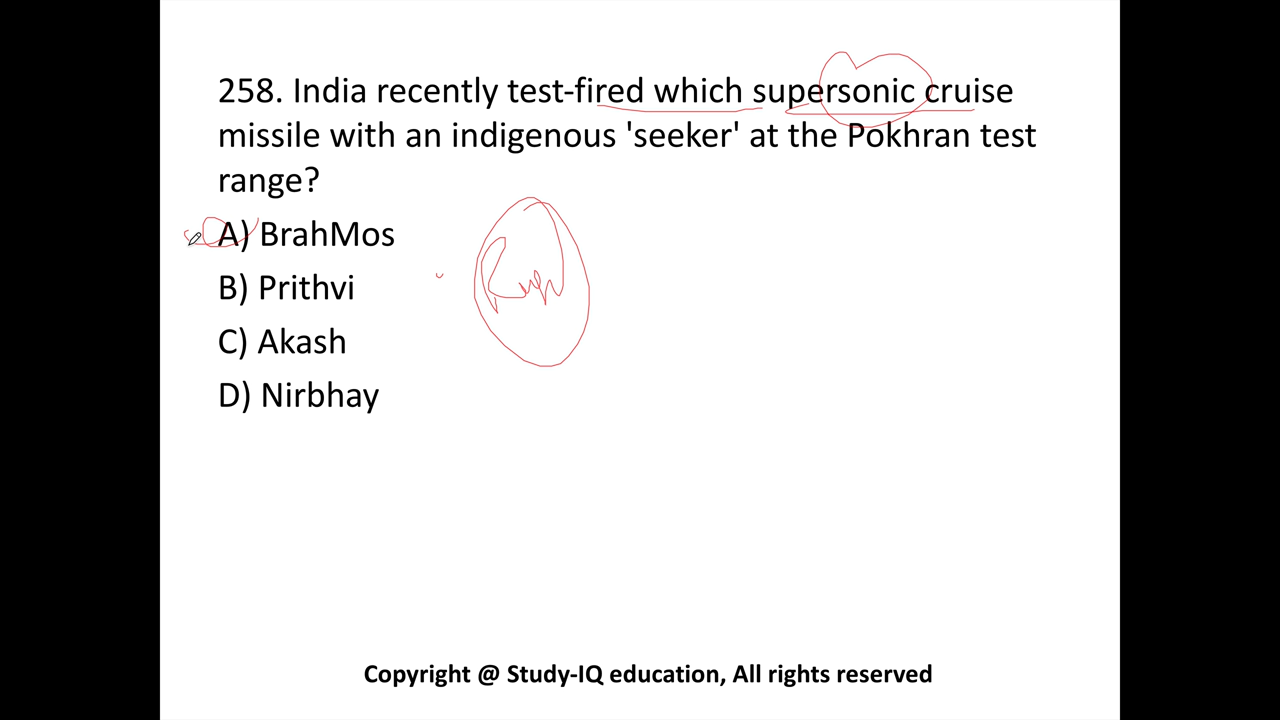 258. India recently test-fired which supersonic cruise
missile with an indigenous 'seeker' at the Pokhran test
range?
A) BrahMos
B) Prithvi
C) Akash
D) Nirbhay
Copyright @ Study-IQ education, All rights reserved